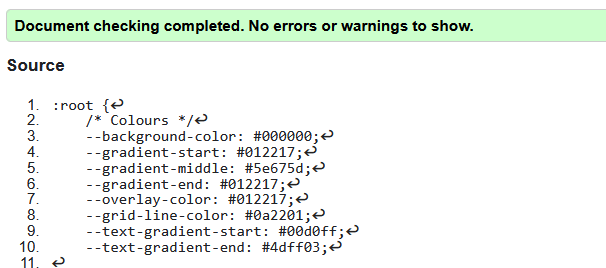 Document checking completed. No errors or warnings to show.
Source
1. :root {↩
2. /* Colours */↩
3. --background-color: #000000;↩
4. --gradient-start: #012217;↩
5. --gradient-middle: #5e675d;↩
6. --gradient-end: #012217;↩
7. --overlay-color: #012217;↩
8. --grid-line-color: #0a2201;↩
9. --text-gradient-start: #00d0ff;↩
10. --text-gradient-end: #4dff03;↩
11. ↩